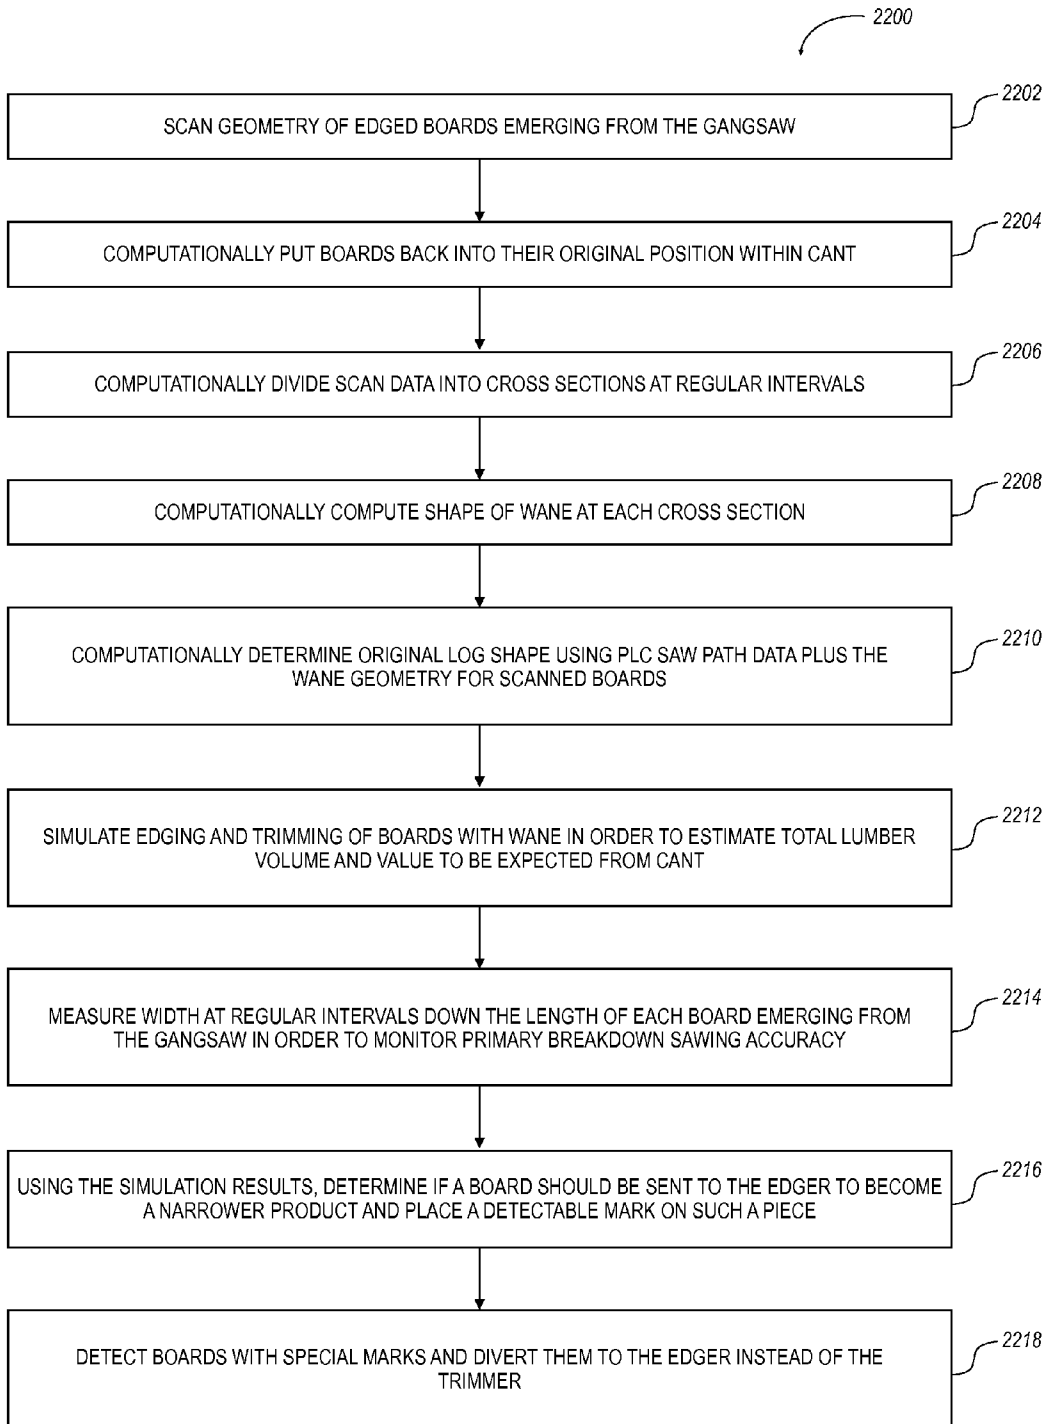 2200
2202
SCAN GEOMETRY OF EDGED BOARDS EMERGING FROM THE GANGSAW
2204
COMPUTATIONALLY PUT BOARDS BACK INTO THEIR ORIGINAL POSITION WITHIN CANT
2206
COMPUTATIONALLY DIVIDE SCAN DATA INTO CROSS SECTIONS AT REGULAR INTERVALS
2208
COMPUTATIONALLY COMPUTE SHAPE OF WANE AT EACH CROSS SECTION
2210
COMPUTATIONALLY DETERMINE ORIGINAL LOG SHAPE USING PLC SAW PATH DATA PLUS THE
WANE GEOMETRY FOR SCANNED BOARDS
2212
SIMULATE EDGING AND TRIMMING OF BOARDS WITH WANE IN ORDER TO ESTIMATE TOTAL LUMBER
VOLUME AND VALUE TO BE EXPECTED FROM CANT
2214
MEASURE WIDTH AT REGULAR INTERVALS DOWN THE LENGTH OF EACH BOARD EMERGING FROM
THE GANGSAW IN ORDER TO MONITOR PRIMARY BREAKDOWN SAWING ACCURACY
2216
USING THE SIMULATION RESULTS, DETERMINE IF A BOARD SHOULD BE SENT TO THE EDGER TO BECOME
A NARROWER PRODUCT AND PLACE A DETECTABLE MARK ON SUCH A PIECE
2218
DETECT BOARDS WITH SPECIAL MARKS AND DIVERT THEM TO THE EDGER INSTEAD OF THE
TRIMMER